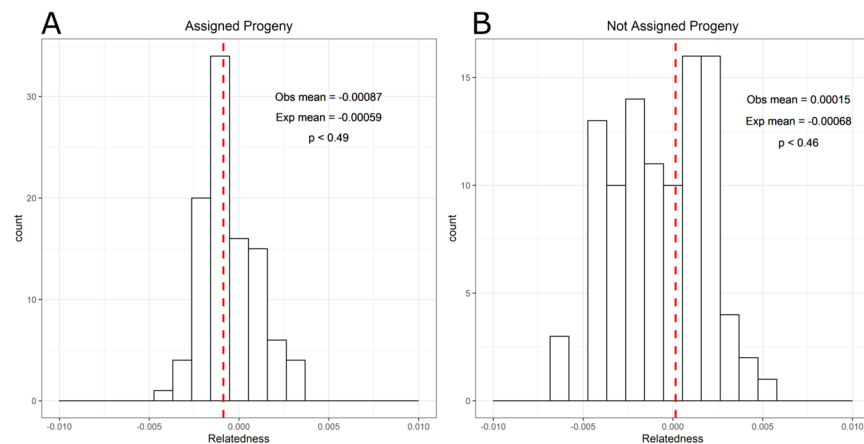 A
Assigned Progeny
Obs mean = -0.00087
Exp mean = -0.00059
p < 0.49
30
20
10
0
count
-0.010
-0.005
0.000
0.005
0.010
Relatedness
B
Not Assigned Progeny
Obs mean = 0.00015
Exp mean = -0.00068
p < 0.46
15
10
5
0
count
-0.010
-0.005
0.000
0.005
0.010
Relatedness